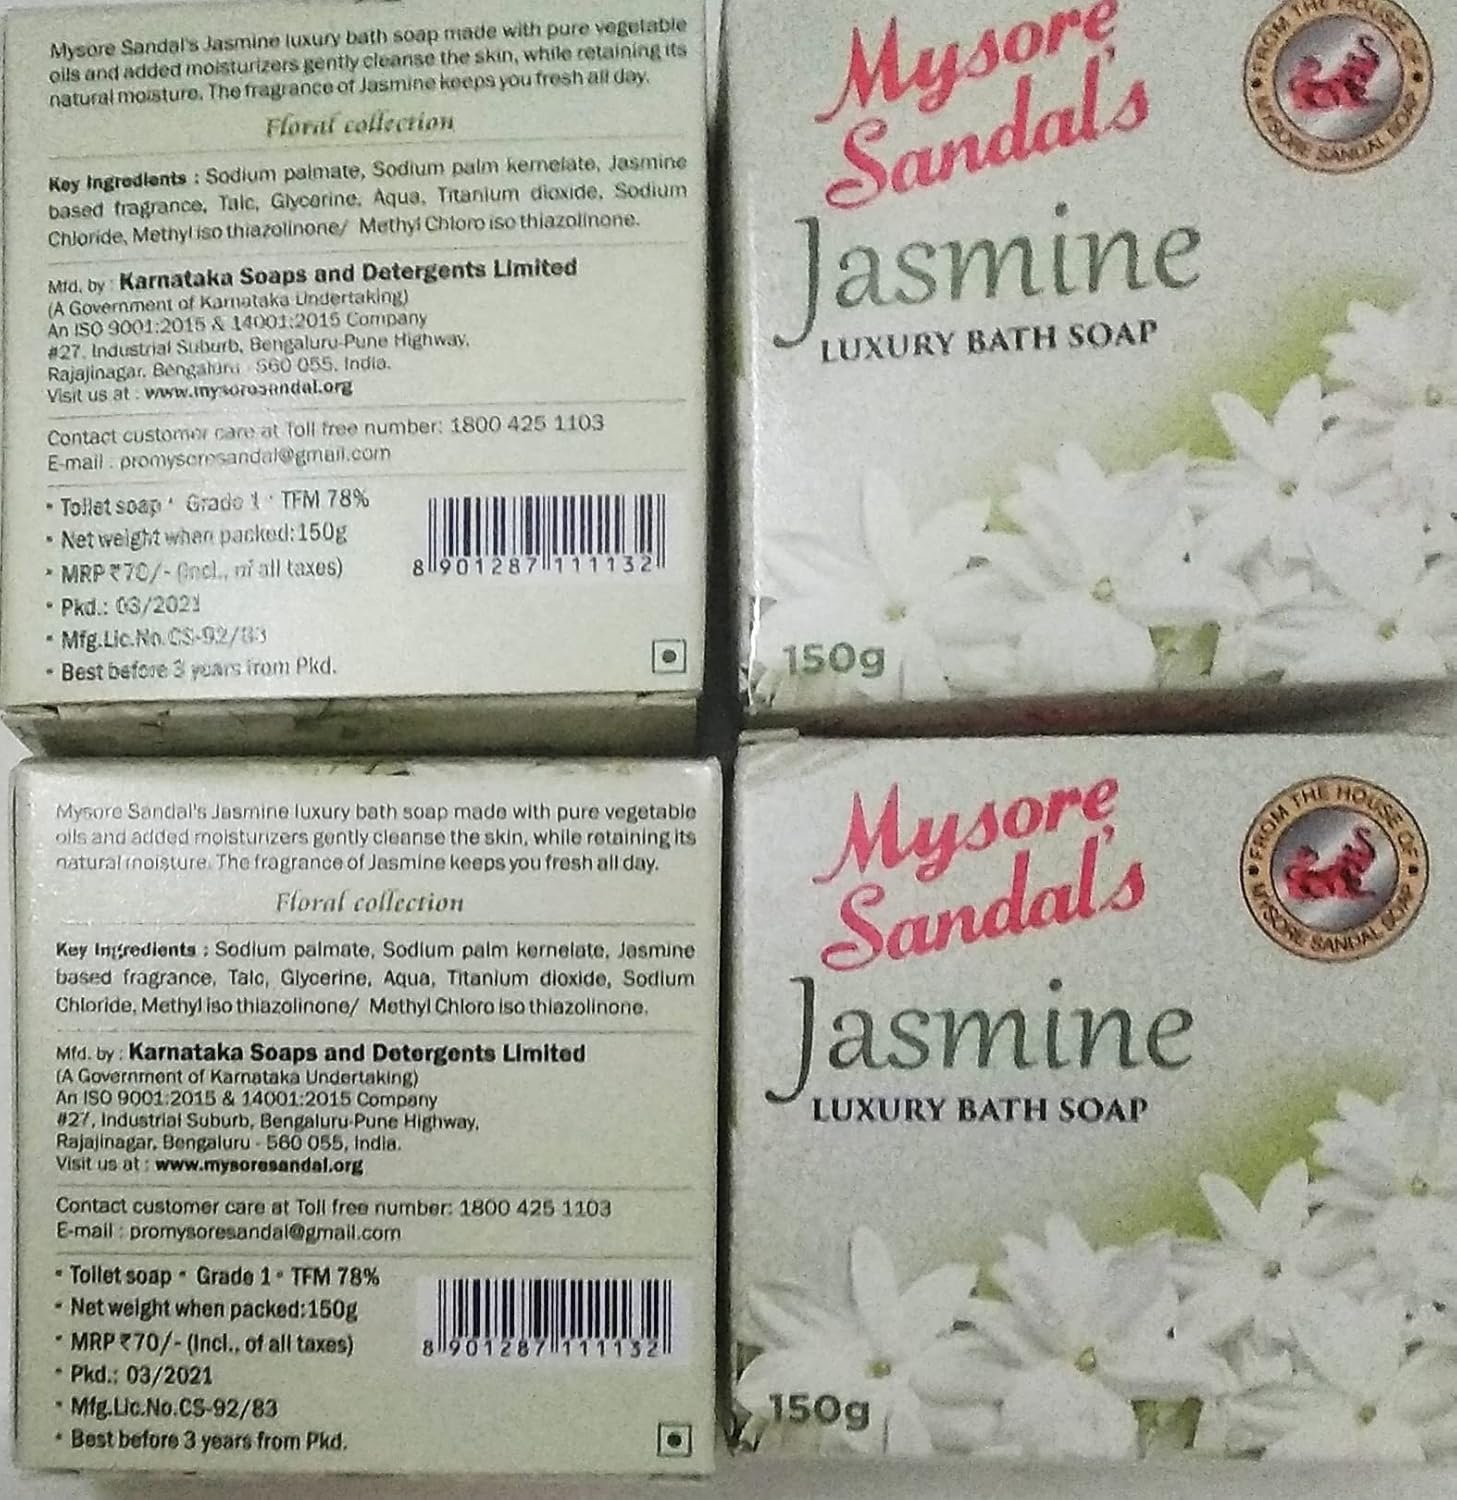 Mysore Sandal's Jasmine luxury bath soap made with pure vegetable
oils and added moisturizers gently cleanse the skin, while retaining its
natural moisture. The fragrance of Jasmine keeps you fresh all day.
Floral collection
Key Ingredients : Sodium palmate, Sodium palm kernelate, Jasmine
based fragrance, Talc, Glycerine, Aqua, Titanium dioxide, Sodium
Chloride, Methyl iso thiazolinone/ Methyl Chloro iso thiazolinone.
Mfd. by : Karnataka Soaps and Detergents Limited
(A Government of Karnataka Undertaking)
An ISO 9001:2015 & 14001:2015 Company
#27, Industrial Suburb, Bengaluru-Pune Highway,
Rajajinagar, Bengaluru - 560 055, India.
Visit us at : www.mysoresandal.org
Contact customer care at Toll free number: 1800 425 1103
E-mail : promysoresandal@gmail.com
• Toilet soap • Grade 1 • TFM 78%
• Net weight when packed:150g
• MRP ₹70/- (Incl., of all taxes)
• Pkd.: 03/2021
• Mfg.Lic.No.CS-92/83
• Best before 3 years from Pkd.
8 901287 111132
Mysore
Sandal's
Jasmine
LUXURY BATH SOAP
150g
FROM THE HOUSE OF
MYSORE SANDAL SOAP
Mysore Sandal's Jasmine luxury bath soap made with pure vegetable
oils and added moisturizers gently cleanse the skin, while retaining its
natural moisture. The fragrance of Jasmine keeps you fresh all day.
Floral collection
Key Ingredients : Sodium palmate, Sodium palm kernelate, Jasmine
based fragrance, Talc, Glycerine, Aqua, Titanium dioxide, Sodium
Chloride, Methyl iso thiazolinone/ Methyl Chloro iso thiazolinone.
Mfd. by : Karnataka Soaps and Detergents Limited
(A Government of Karnataka Undertaking)
An ISO 9001:2015 & 14001:2015 Company
#27, Industrial Suburb, Bengaluru-Pune Highway,
Rajajinagar, Bengaluru - 560 055, India.
Visit us at : www.mysoresandal.org
Contact customer care at Toll free number: 1800 425 1103
E-mail : promysoresandal@gmail.com
• Toilet soap • Grade 1 • TFM 78%
• Net weight when packed:150g
• MRP ₹70/- (Incl., of all taxes)
• Pkd.: 03/2021
• Mfg.Lic.No.CS-92/83
• Best before 3 years from Pkd.
8 901287 111132
Mysore
Sandal's
Jasmine
LUXURY BATH SOAP
150g
FROM THE HOUSE OF
MYSORE SANDAL SOAP